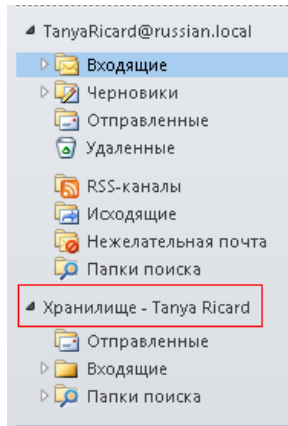 TanyaRicard@russian.local
Входящие
Черновики
Отправленные
Удаленные
RSS-каналы
Исходящие
Нежелательная почта
Папки поиска
Хранилище - Tanya Ricard
Отправленные
Входящие
Папки поиска